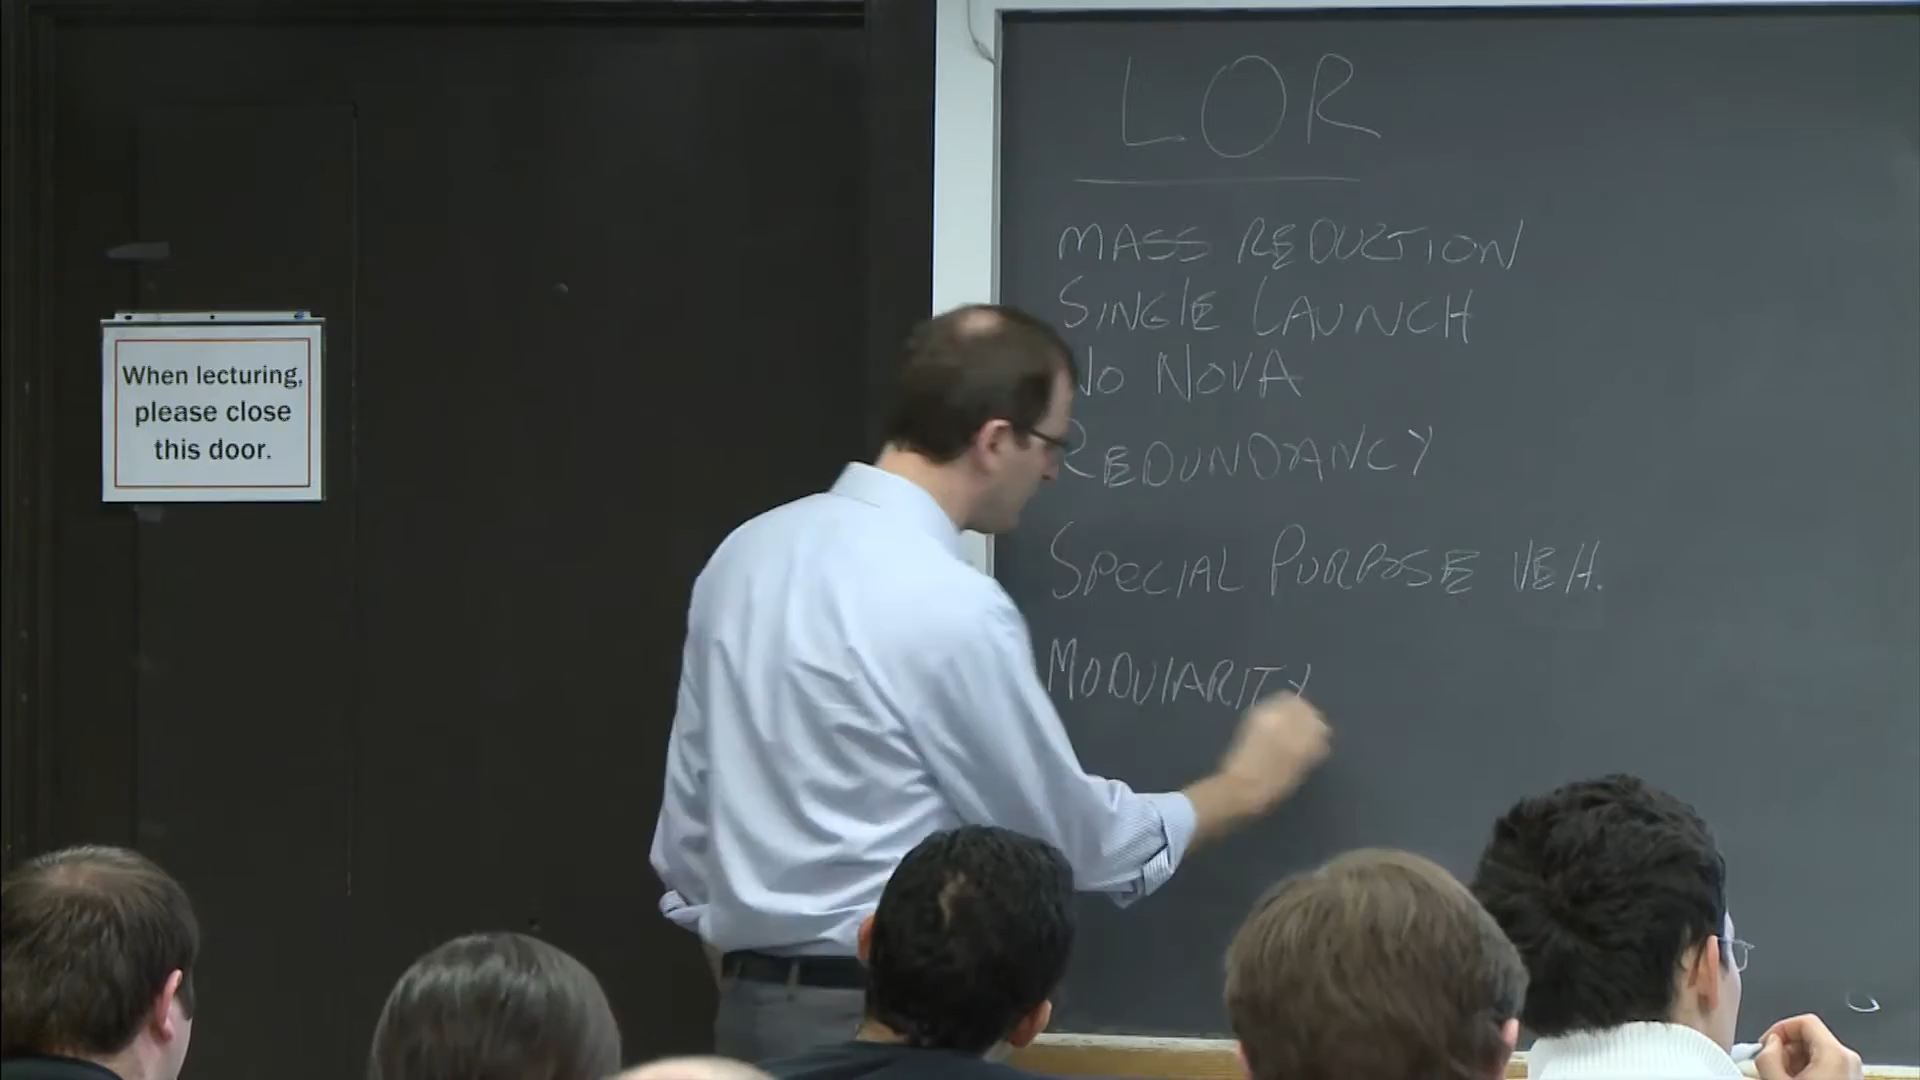 When lecturing,
please close
this door.
LOR
MASS REDUCTION
SINGLE LAUNCH
NO NOVA
REDUNDANCY
SPECIAL PURPOSE VEH.
MODULARITY